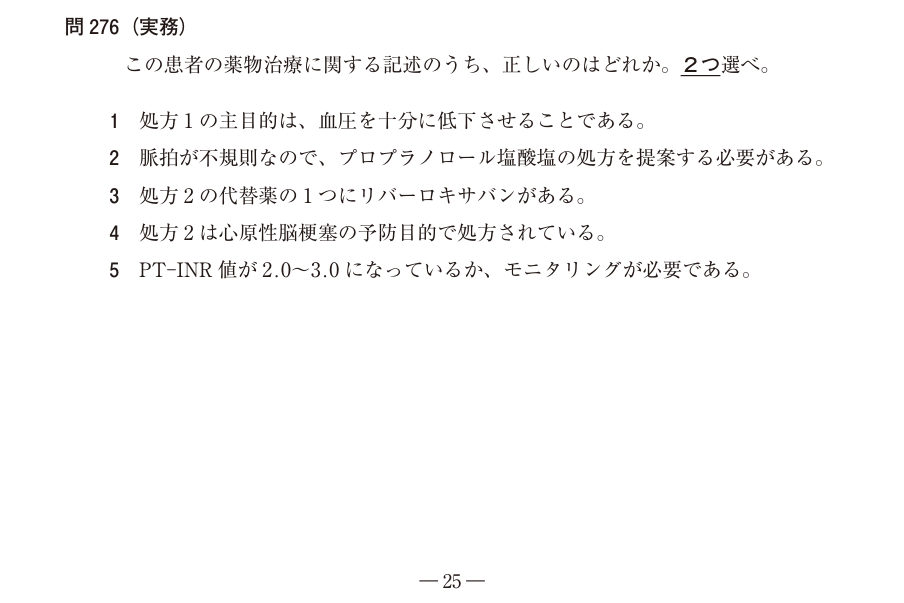 問 276（実務）
この患者の薬物治療に関する記述のうち、正しいのはどれか。２つ選べ。
1 処方１の主目的は、血圧を十分に低下させることである。
2 脈拍が不規則なので、プロプラノロール塩酸塩の処方を提案する必要がある。
3 処方２の代替薬の１つにリバーロキサバンがある。
4 処方２は心原性脳梗塞の予防目的で処方されている。
5 PT-INR 値が 2.0～3.0 になっているか、モニタリングが必要である。
― 25 ―